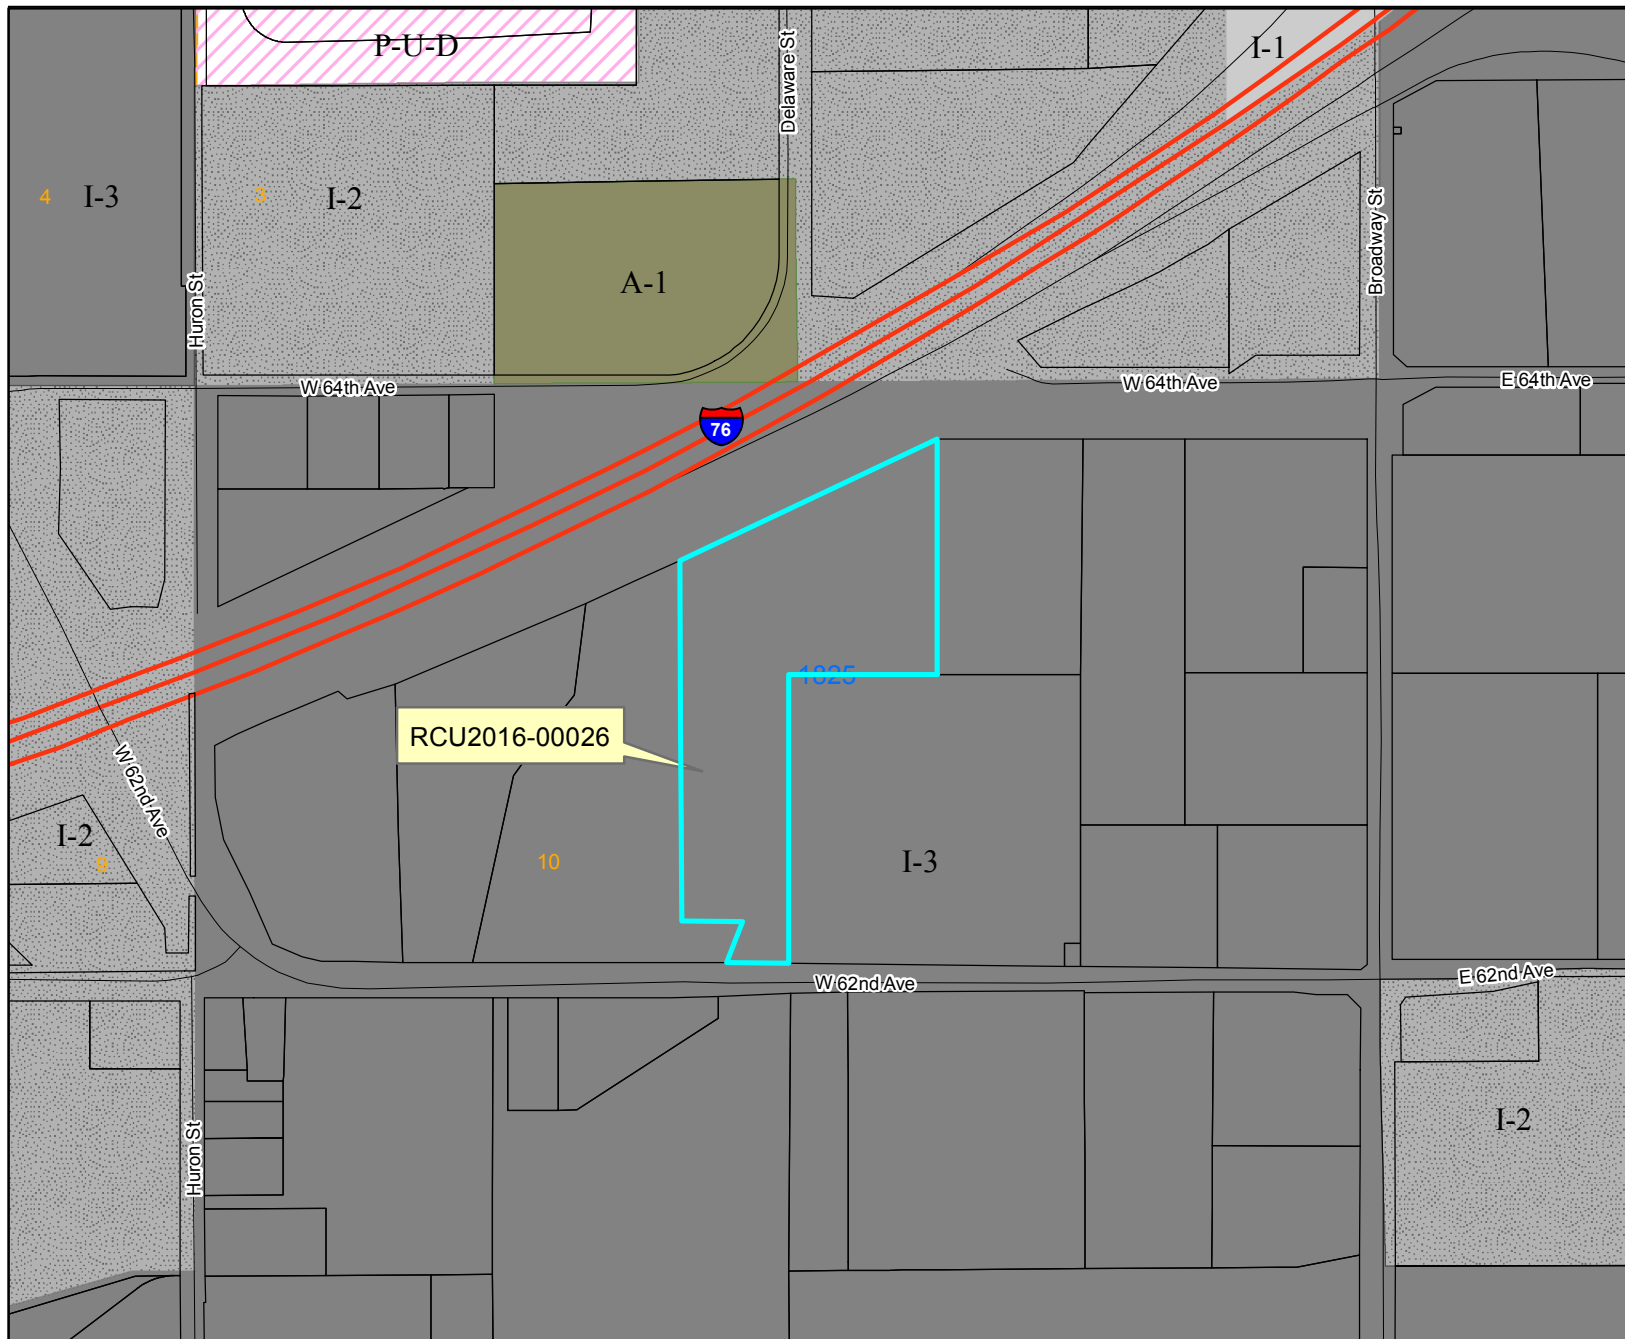 P-U-D
Delaware St
I-1
4
I-3
3
I-2
A-1
Huron St
Broadway St
W 64th Ave
W 64th Ave
E 64th Ave
76
1825
RCU2016-00026
W 62nd Ave
I-2
9
10
I-3
W 62nd Ave
E 62nd Ave
Huron St
I-2